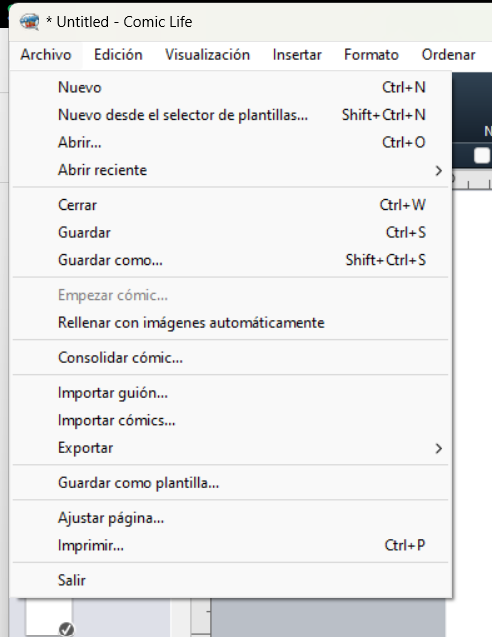 * Untitled - Comic Life
Archivo Edición Visualización Insertar Formato Ordenar
Nuevo Ctrl+N
Nuevo desde el selector de plantillas... Shift+Ctrl+N
Abrir... Ctrl+O
Abrir reciente
Cerrar Ctrl+W
Guardar Ctrl+S
Guardar como... Shift+Ctrl+S
Empezar cómic...
Rellenar con imágenes automáticamente
Consolidar cómic...
Importar guión...
Importar cómics...
Exportar
Guardar como plantilla...
Ajustar página...
Imprimir... Ctrl+P
Salir